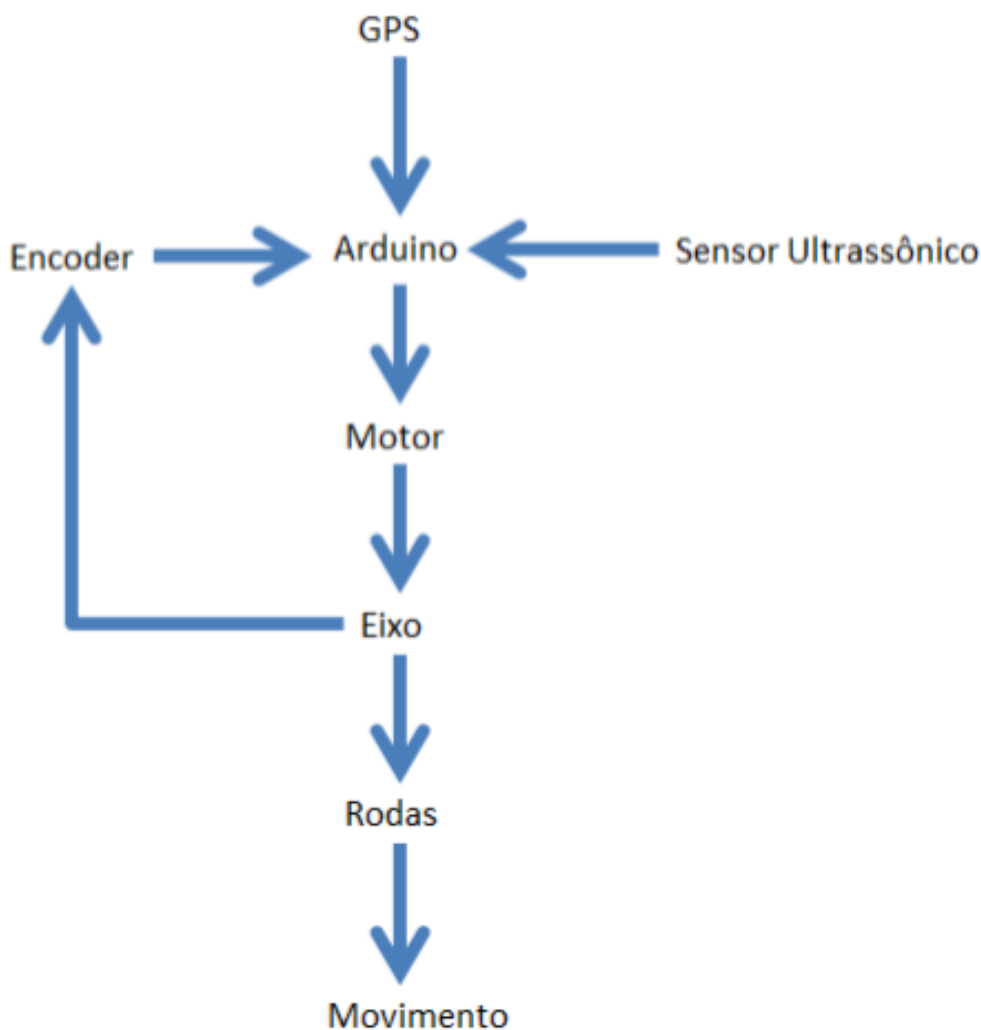 GPS
Encoder
Arduino
Sensor Ultrassônico
Motor
Eixo
Rodas
Movimento